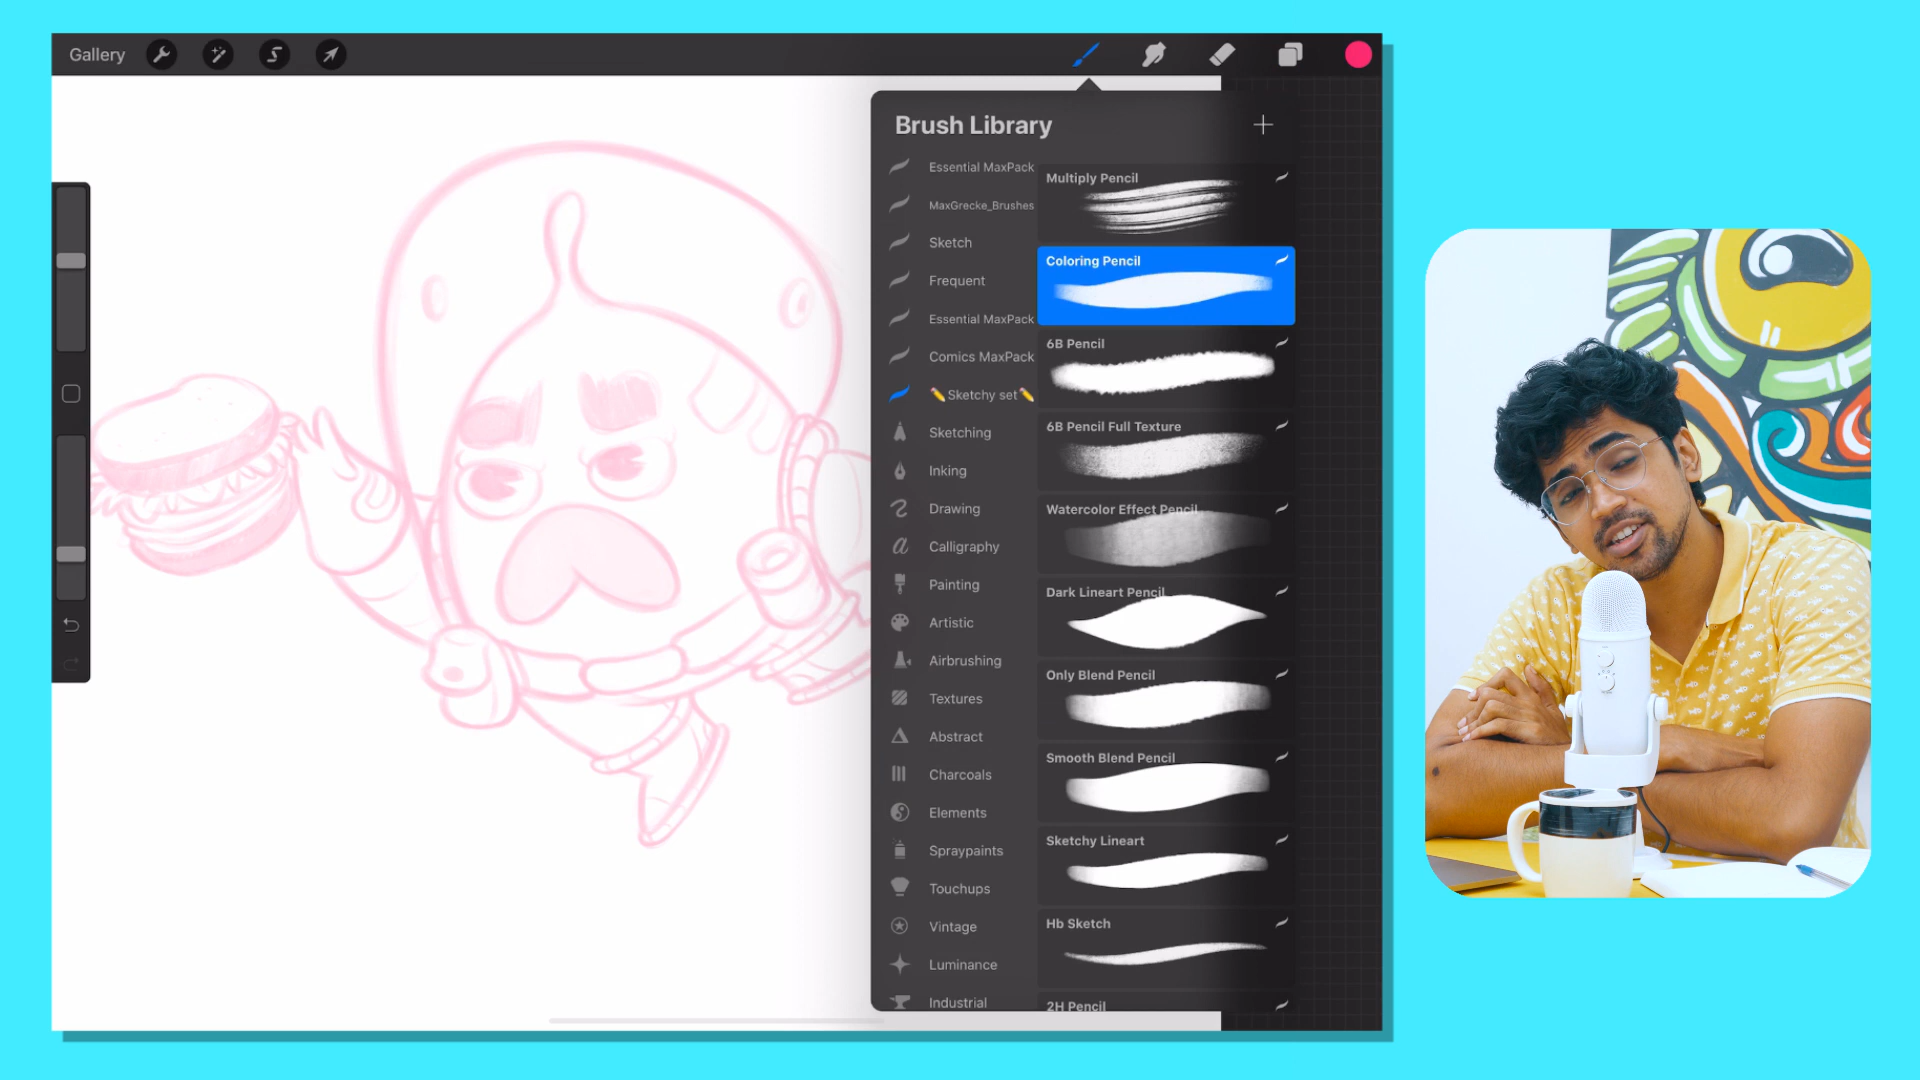 Gallery
Brush Library
Essential MaxPack
MaxGrecke_Brushes
Sketch
Frequent
Essential MaxPack
Comics MaxPack
✏️Sketchy set✏️
Sketching
Inking
Drawing
Calligraphy
Painting
Artistic
Airbrushing
Textures
Abstract
Charcoals
Elements
Spraypaints
Touchups
Vintage
Luminance
Industrial
Multiply Pencil
Coloring Pencil
6B Pencil
6B Pencil Full Texture
Watercolor Effect Pencil
Dark Lineart Pencil
Only Blend Pencil
Smooth Blend Pencil
Sketchy Lineart
Hb Sketch
2H Pencil